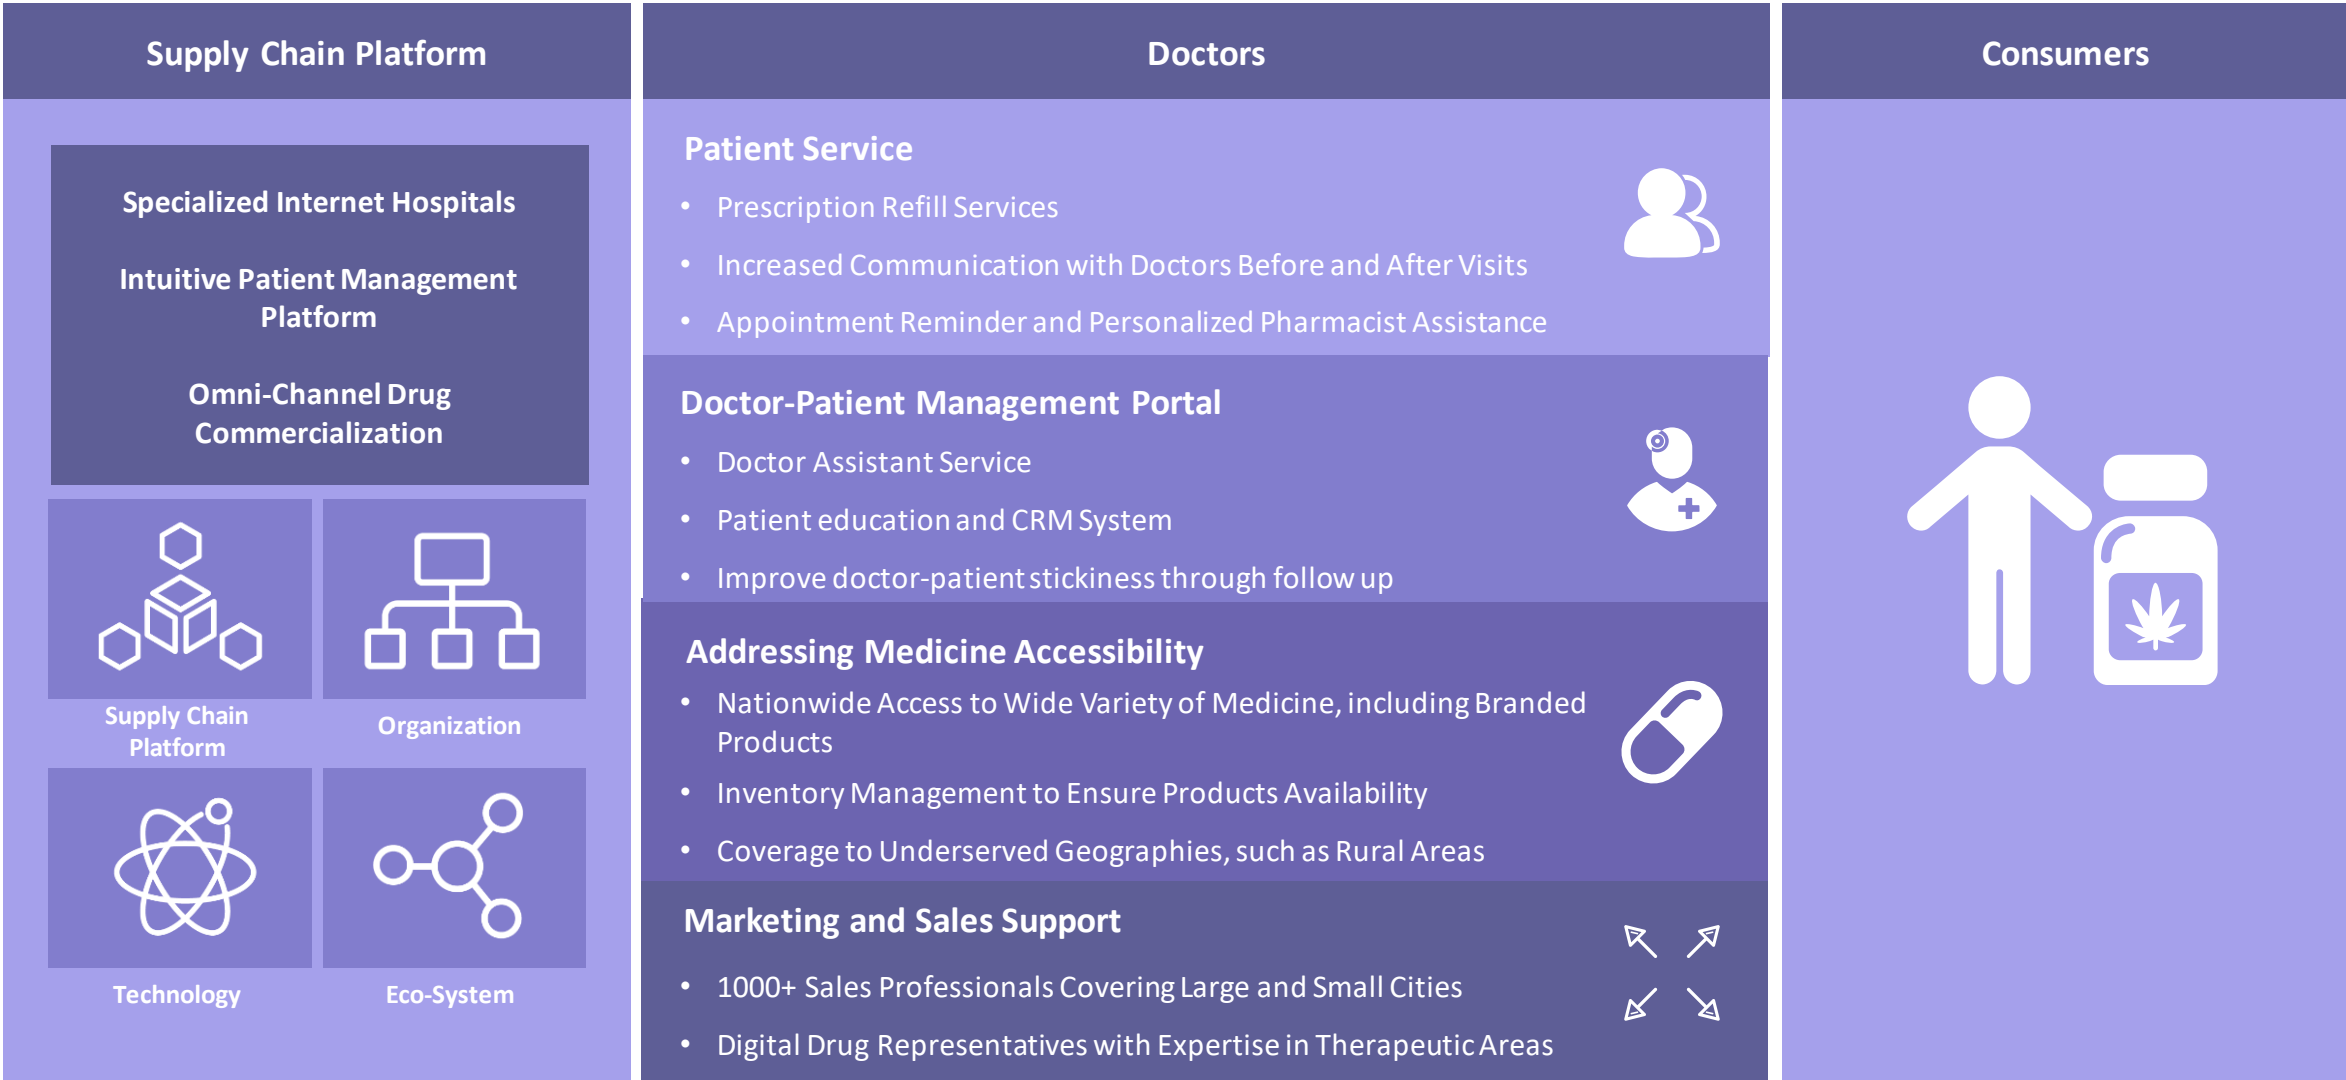 Supply Chain Platform
Specialized Internet Hospitals
Intuitive Patient Management
Platform
Omni-Channel Drug
Commercialization
Supply Chain
Platform
Organization
Technology
Eco-System
Doctors
Patient Service
• Prescription Refill Services
• Increased Communication with Doctors Before and After Visits
• Appointment Reminder and Personalized Pharmacist Assistance
Doctor-Patient Management Portal
• Doctor Assistant Service
• Patient education and CRM System
• Improve doctor-patient stickiness through follow up
Addressing Medicine Accessibility
• Nationwide Access to Wide Variety of Medicine, including Branded
Products
• Inventory Management to Ensure Products Availability
• Coverage to Underserved Geographies, such as Rural Areas
Marketing and Sales Support
• 1000+ Sales Professionals Covering Large and Small Cities
• Digital Drug Representatives with Expertise in Therapeutic Areas
Consumers